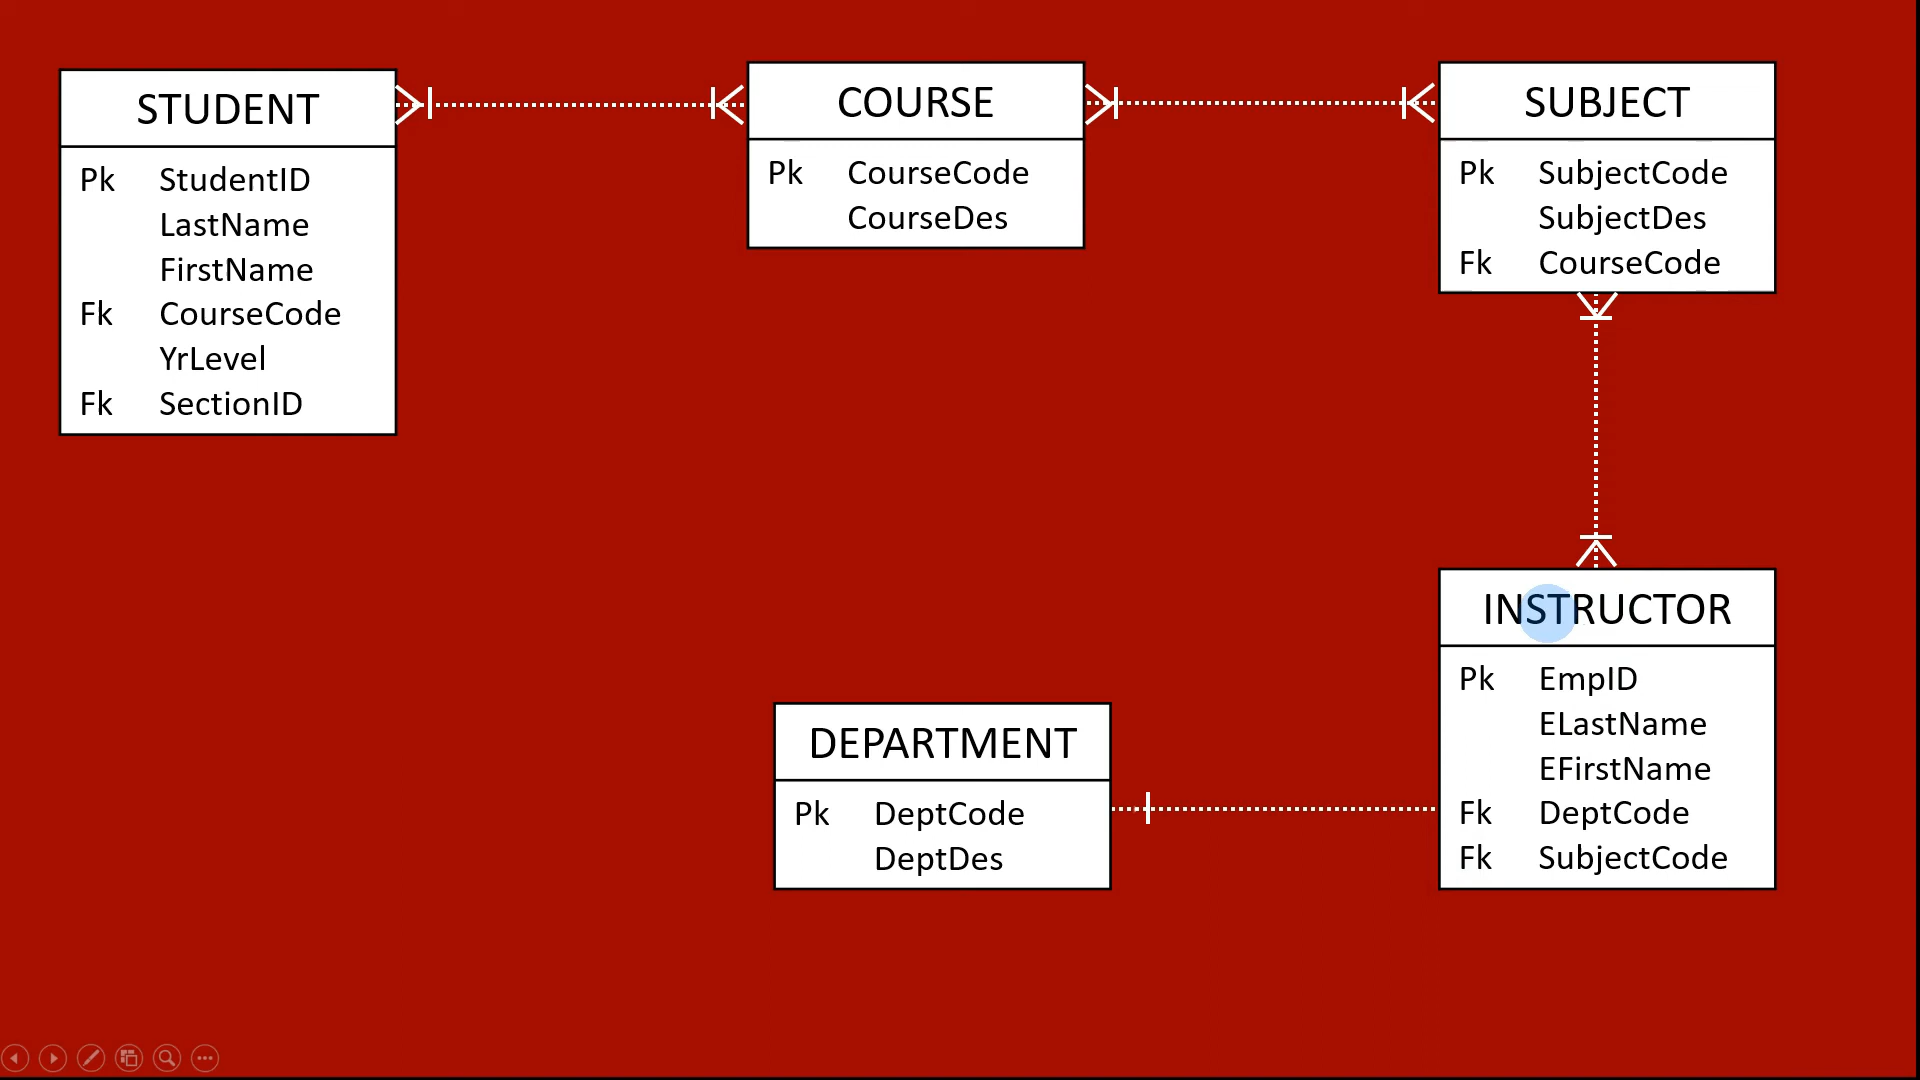 STUDENT
Pk StudentID
LastName
FirstName
Fk CourseCode
YrLevel
Fk SectionID
COURSE
Pk CourseCode
CourseDes
SUBJECT
Pk SubjectCode
SubjectDes
Fk CourseCode
INSTRUCTOR
Pk EmpID
ELastName
EFirstName
Fk DeptCode
Fk SubjectCode
DEPARTMENT
Pk DeptCode
DeptDes